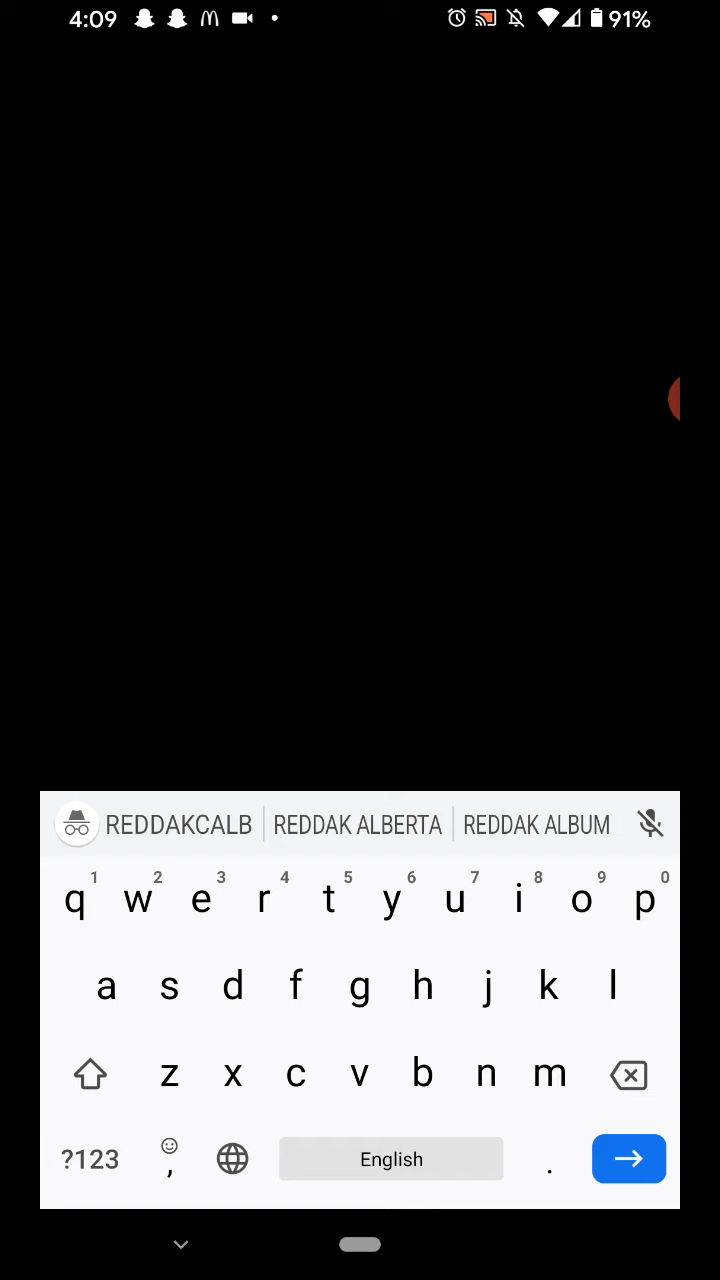 4:09 91%
REDDAKCALB REDDAK ALBERTA REDDAK ALBUM
q 1 w 2 e 3 r 4 t 5 y 6 u 7 i 8 o 9 p 0
a s d f g h j k l
z x c v b n m
?123 , English .